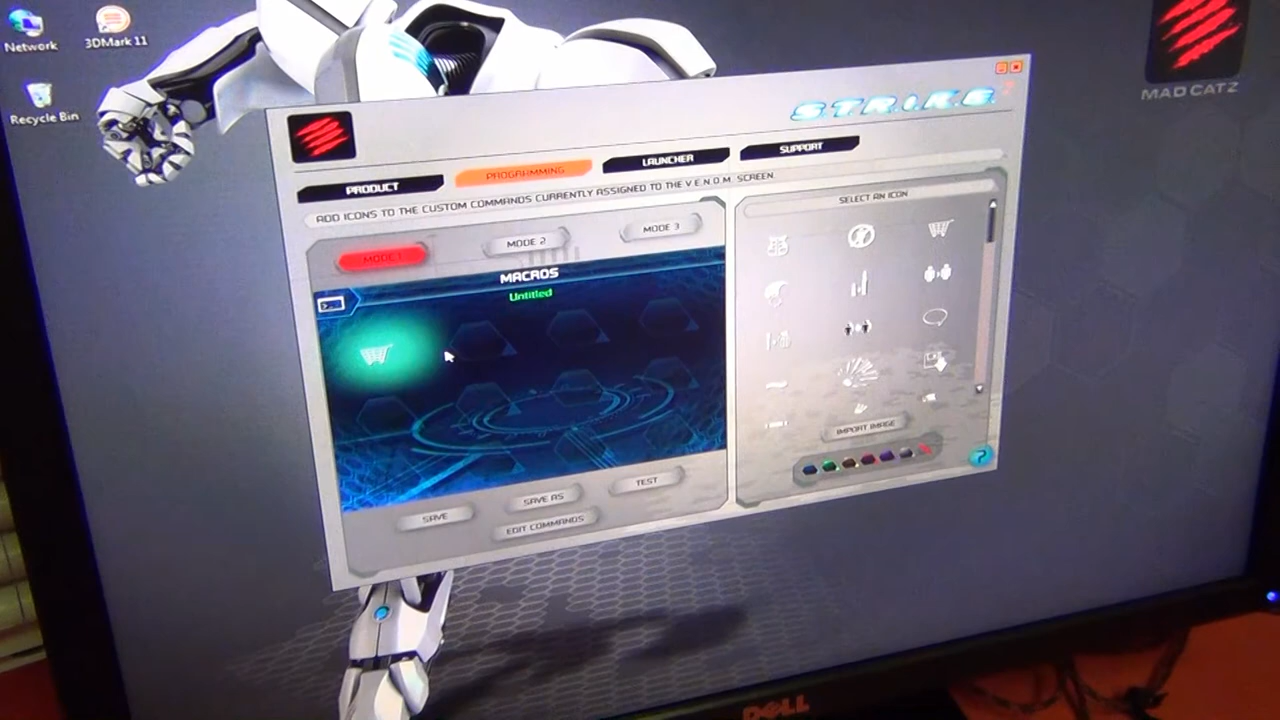 Network
3DMark 11
Recycle Bin
MAD CATZ
S.T.R.I.K.E. 7
PRODUCT
PROGRAMMING
LAUNCHER
SUPPORT
ADD ICONS TO THE CUSTOM COMMANDS CURRENTLY ASSIGNED TO THE V.E.N.O.M. SCREEN.
MODE 1
MODE 2
MODE 3
MACROS
Untitled
SAVE
SAVE AS
TEST
EDIT COMMANDS
SELECT AN ICON
IMPORT IMAGE
?
DELL